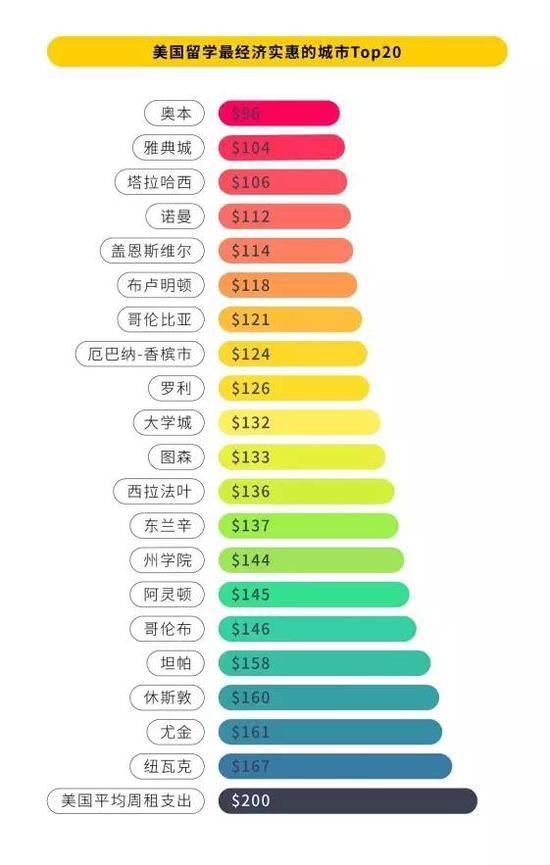 美国留学最经济实惠的城市Top20
奥本 $96
雅典城 $104
塔拉哈西 $106
诺曼 $112
盖恩斯维尔 $114
布卢明顿 $118
哥伦比亚 $121
厄巴纳-香槟市 $124
罗利 $126
大学城 $132
图森 $133
西拉法叶 $136
东兰辛 $137
州学院 $144
阿灵顿 $145
哥伦布 $146
坦帕 $158
休斯敦 $160
尤金 $161
纽瓦克 $167
美国平均周租支出 $200